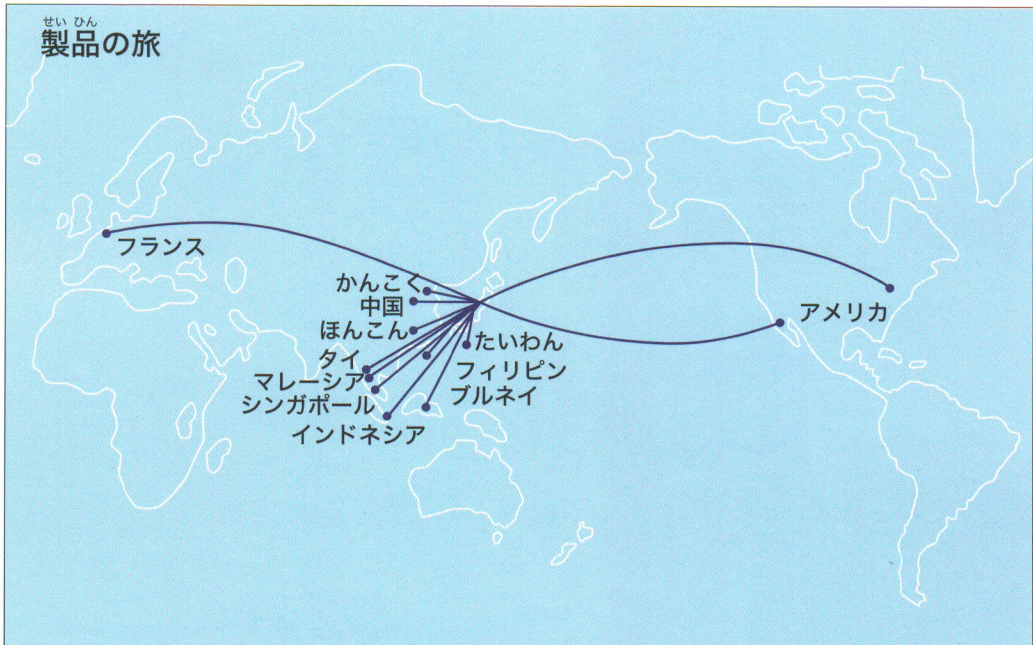 せいひん
製品の旅
フランス
かんこく
中国
ほんこん
タイ
マレーシア
シンガポール
インドネシア
たいわん
フィリピン
ブルネイ
アメリカ